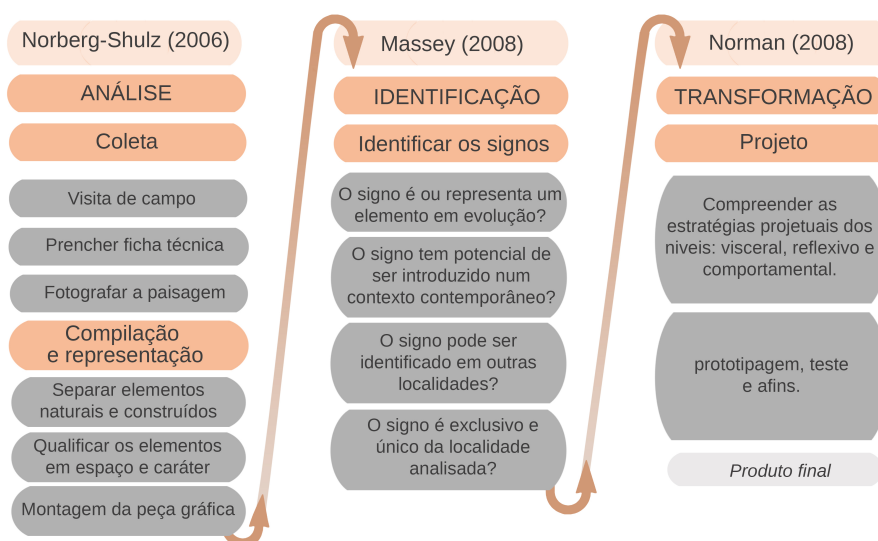 Norberg-Shulz (2006)
ANÁLISE
Coleta
Visita de campo
Prencher ficha técnica
Fotografar a paisagem
Compilação
e representação
Separar elementos
naturais e construídos
Qualificar os elementos
em espaço e caráter
Montagem da peça gráfica
Massey (2008)
IDENTIFICAÇÃO
Identificar os signos
O signo é ou representa um
elemento em evolução?
O signo tem potencial de
ser introduzido num
contexto contemporâneo?
O signo pode ser
identificado em outras
localidades?
O signo é exclusivo e
único da localidade
analisada?
Norman (2008)
TRANSFORMAÇÃO
Projeto
Compreender as
estratégias projetuais dos
niveis: visceral, reflexivo e
comportamental.
prototipagem, teste
e afins.
Produto final